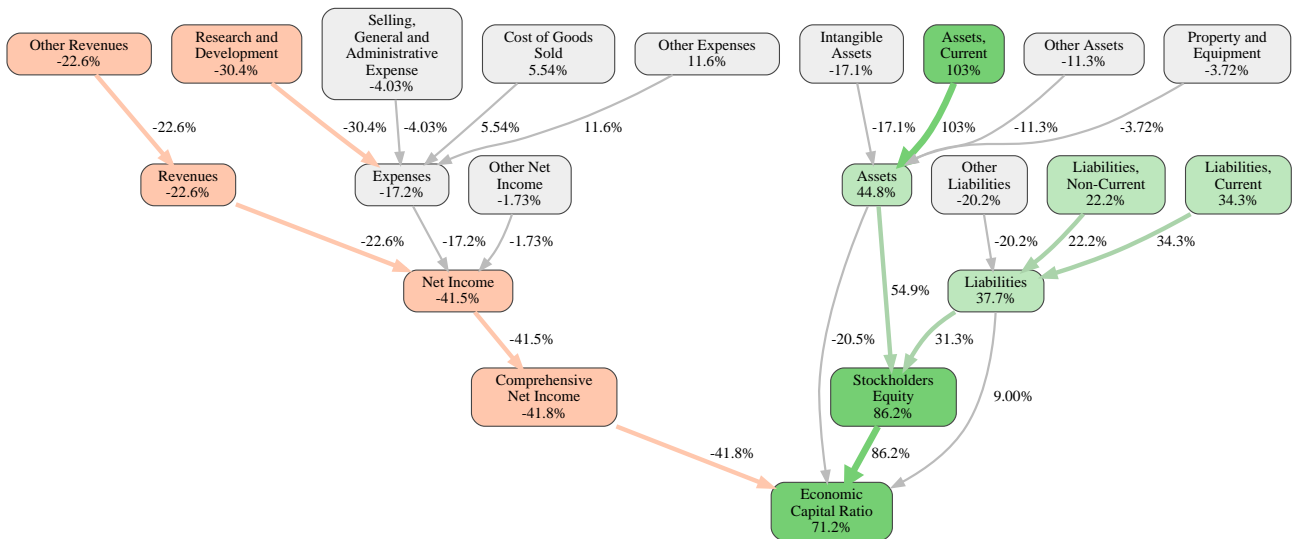 Other Revenues
-22.6%
Research and
Development
-30.4%
Selling,
General and
Administrative
Expense
-4.03%
Cost of Goods
Sold
5.54%
Other Expenses
11.6%
Intangible
Assets
-17.1%
Assets,
Current
103%
Other Assets
-11.3%
Property and
Equipment
-3.72%
-22.6%
-30.4%
-4.03%
5.54%
11.6%
-17.1%
103%
-11.3%
-3.72%
Revenues
-22.6%
Expenses
-17.2%
Other Net
Income
-1.73%
Assets
44.8%
Other
Liabilities
-20.2%
Liabilities,
Non-Current
22.2%
Liabilities,
Current
34.3%
-22.6%
-17.2%
-1.73%
-20.2%
22.2%
34.3%
Net Income
-41.5%
54.9%
Liabilities
37.7%
-41.5%
-20.5%
31.3%
Comprehensive
Net Income
-41.8%
Stockholders
Equity
86.2%
9.00%
-41.8%
86.2%
Economic
Capital Ratio
71.2%